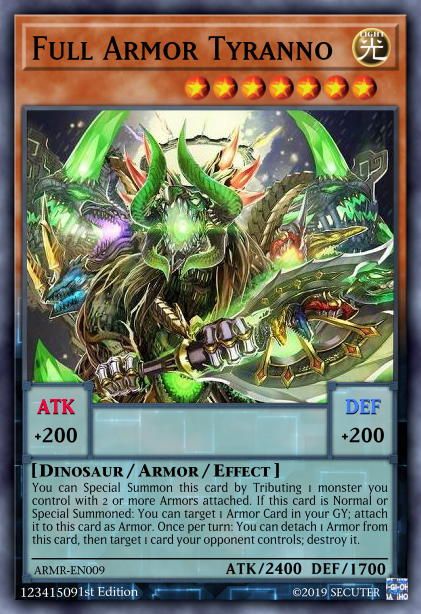 FULL ARMOR TYRANNO
LIGHT
光
ATK
+200
DEF
+200
[DINOSAUR / ARMOR / EFFECT]
You can Special Summon this card by Tributing 1 monster you
control with 2 or more Armors attached. If this card is Normal or
Special Summoned: You can target 1 Armor Card in your GY; attach
it to this card as Armor. Once per turn: You can detach 1 Armor from
this card, then target 1 card your opponent controls; destroy it.
ARMR-EN009
ATK/2400 DEF/1700
123415091st Edition
©2019 SECUTER